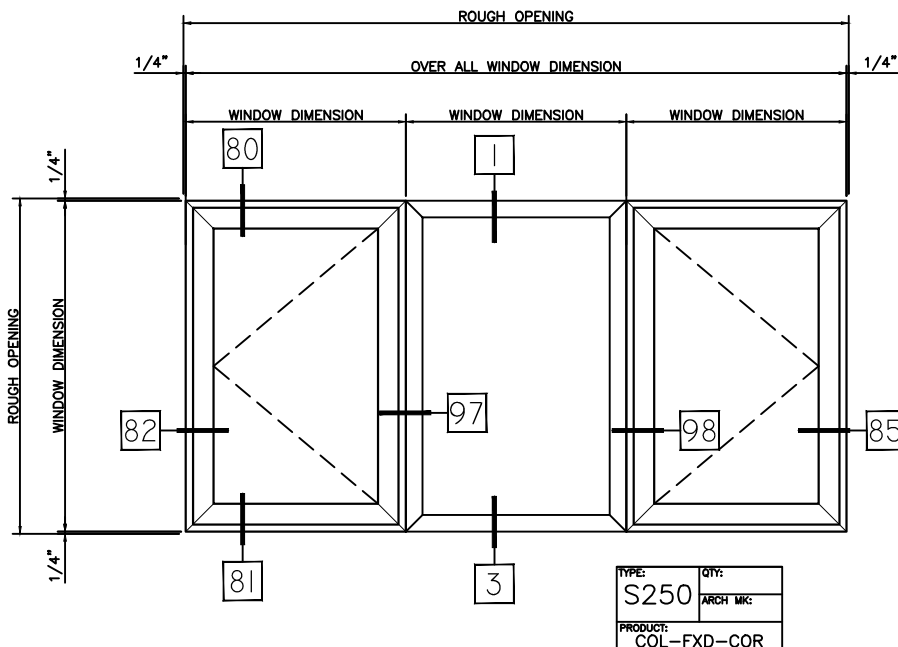 ROUGH OPENING
1/4"
OVER ALL WINDOW DIMENSION
1/4"
WINDOW DIMENSION
WINDOW DIMENSION
WINDOW DIMENSION
80
1
1/4"
ROUGH OPENING
WINDOW DIMENSION
82
97
98
85
1/4"
81
3
TYPE:
S250
QTY:
ARCH MK:
PRODUCT:
COL-FXD-COR